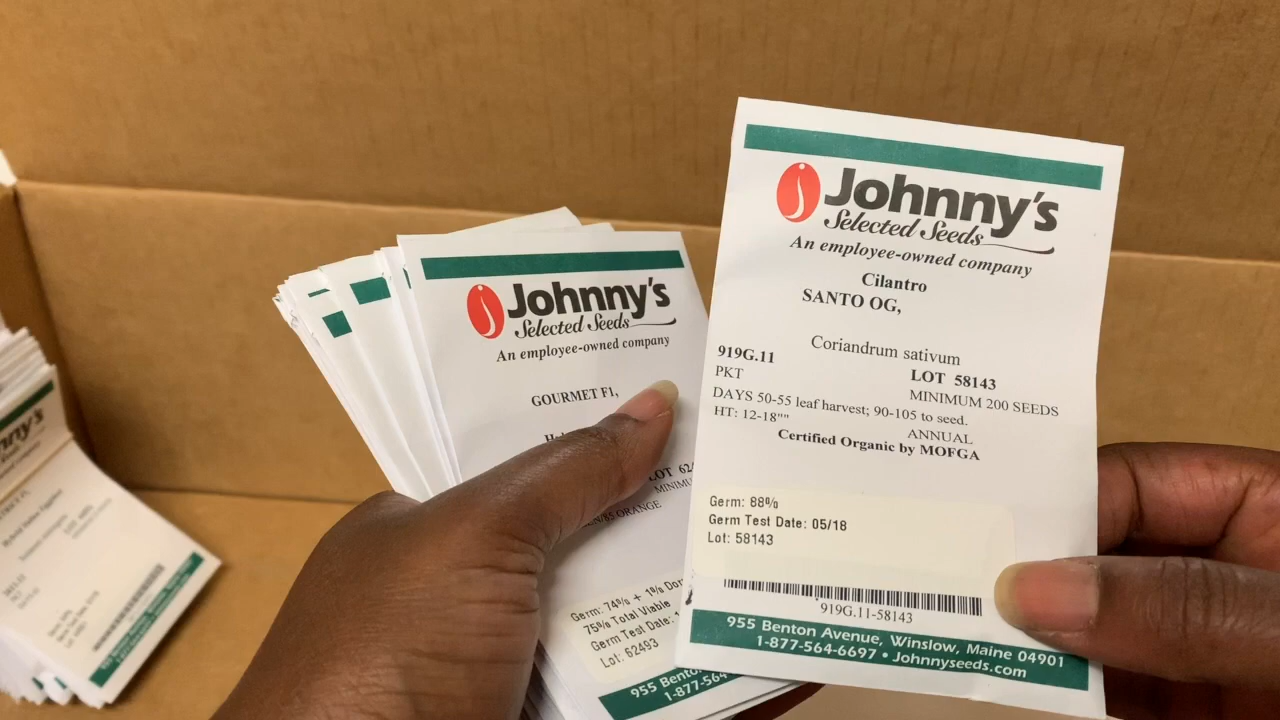 Johnny's
Selected Seeds
An employee-owned company
Cilantro
SANTO OG,
Coriandrum sativum
919G.11
LOT 58143
PKT
MINIMUM 200 SEEDS
DAYS 50-55 leaf harvest; 90-105 to seed.
HT: 12-18""
ANNUAL
Certified Organic by MOFGA
Germ: 88%
Germ Test Date: 05/18
Lot: 58143
919G.11-58143
955 Benton Avenue, Winslow, Maine 04901
1-877-564-6697 • Johnnyseeds.com
Johnny's
Selected Seeds
An employee-owned company
GOURMET F1,
LOT 62
ORANGE
Germ: 74% + 1% Dor
75% Total Viable
Germ Test Date:
Lot: 62493
955 Bento
1-877-564